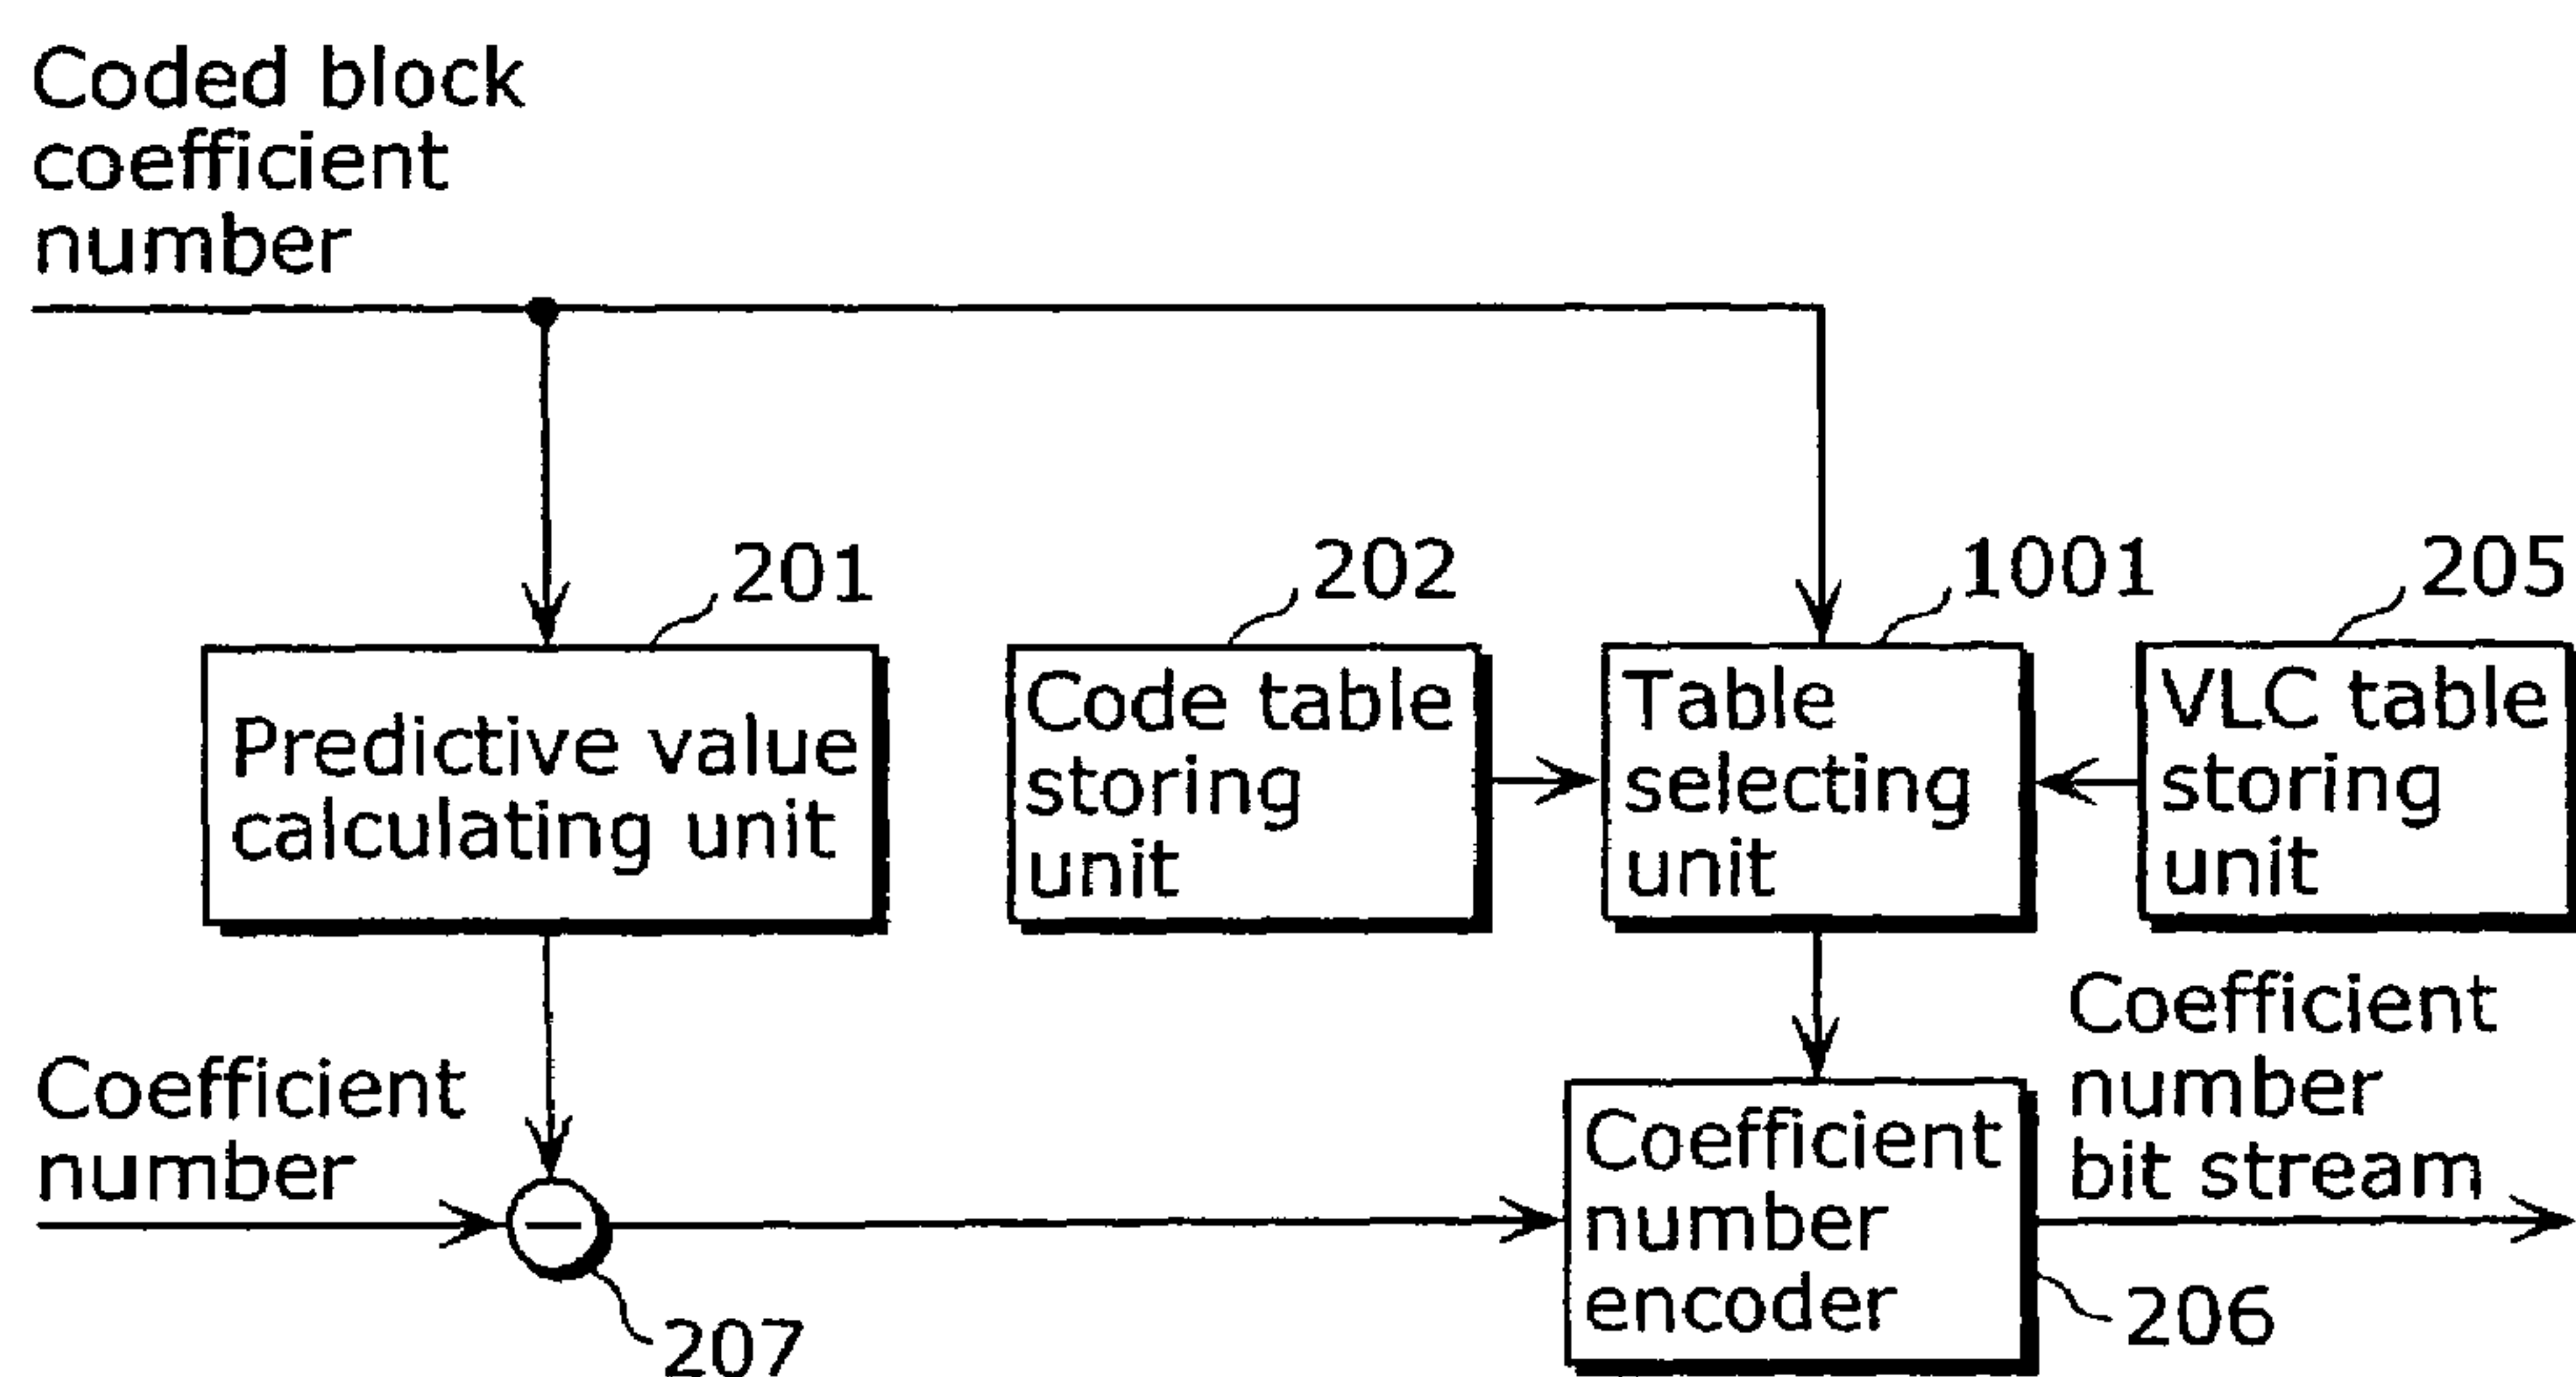 Coded block
coefficient
number
201
202
1001
205
Predictive value
calculating unit
Code table
storing
unit
Table
selecting
unit
VLC table
storing
unit
Coefficient
number
Coefficient
number
encoder
Coefficient
number
bit stream
207
206